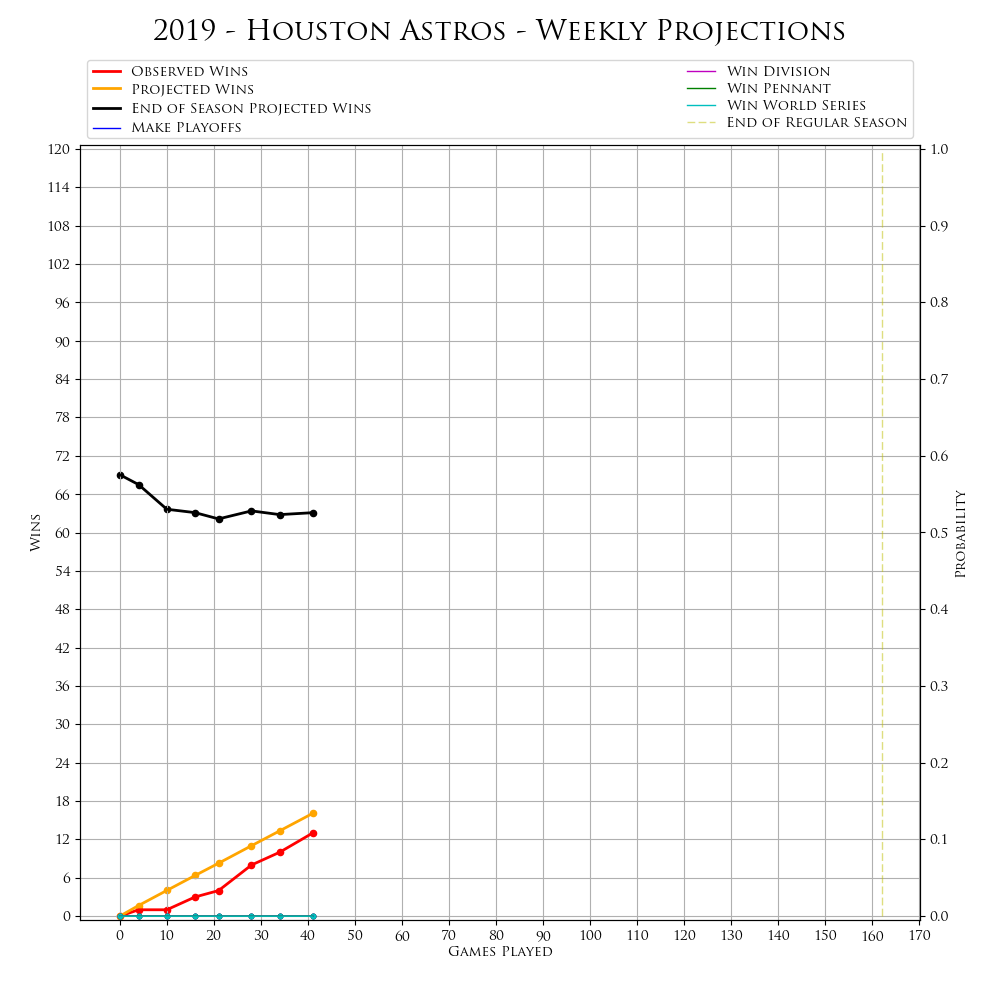 2019 - Houston Astros - Weekly Projections
Observed Wins
Projected Wins
End of Season Projected Wins
Make Playoffs
Win Division
Win Pennant
Win World Series
End of Regular Season
120
114
108
102
96
90
84
78
72
66
60
54
48
42
36
30
24
18
12
6
0
Wins
1.0
0.9
0.8
0.7
0.6
0.5
0.4
0.3
0.2
0.1
0.0
Probability
0 10 20 30 40 50 60 70 80 90 100 110 120 130 140 150 160 170
Games Played